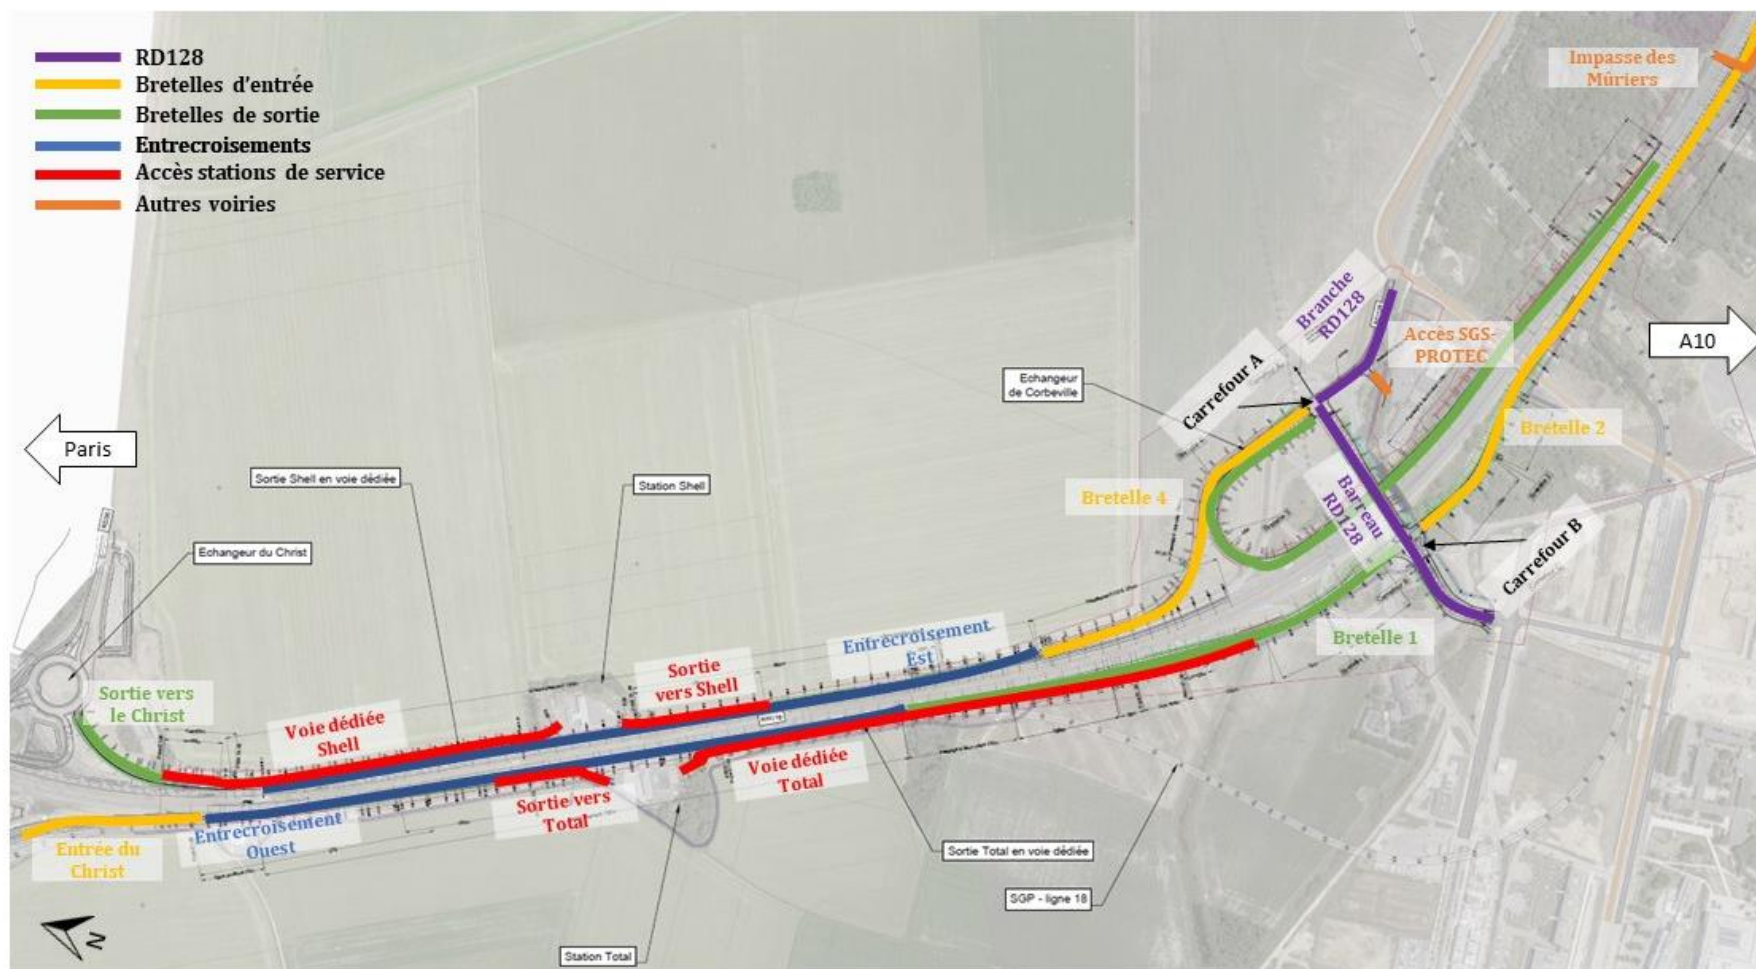 RD128
Bretelles d'entrée
Bretelles de sortie
Entrecroisements
Accès stations de service
Autres voiries
Impasse des
Mûriers
A10
Paris
Branche
RD128
Accès SGS-
PROTEC
Carrefour A
Echangeur
de Corbeville
Bretelle 2
Bretelle 4
Barreau
RD128
Carrefour B
Bretelle 1
Sortie Shell en voie dédiée
Station Shell
Echangeur du Christ
Entrecroisement
Est
Sortie
vers Shell
Sortie vers
le Christ
Voie dédiée
Shell
Voie dédiée
Total
Sortie vers
Total
Entrecroisement
Ouest
Entrée du
Christ
Sortie Total en voie dédiée
SGP - ligne 18
Station Total
N